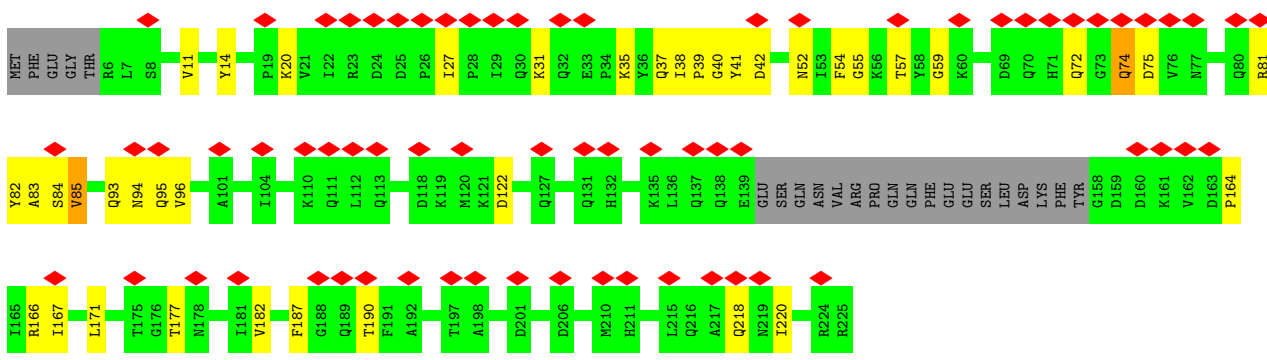 MET PHE GLU GLY THR R6 L7 S8 V11 Y14 P19 K20 V21 I22 R23 D24 D25 P26 I27 P28 I29 Q30 K31 Q32 E33 P34 K35 Y36 Q37 I38 P39 G40 Y41 D42 N52 I53 F54 G55 K56 T57 Y58 G59 K60 D69 Q70 H71 Q72 G73 Q74 D75 V76 N77 Q80 R81
Y82 A83 S84 V85 Q93 N94 Q95 V96 A101 I104 K110 Q111 L112 Q113 D118 K119 M120 K121 D122 Q127 Q131 H132 K135 L136 Q137 Q138 E139 GLU SER GLN ASN VAL ARG PRO GLN GLN PHE GLU GLU SER LEU ASP LYS PHE TYR G158 D159 D160 K161 V162 D163 P164
I165 R166 I167 L171 T175 G176 T177 N178 I181 V182 F187 G188 Q189 T190 F191 A192 T197 A198 D201 D206 M210 H211 L215 Q216 A217 Q218 N219 I220 R224 R225